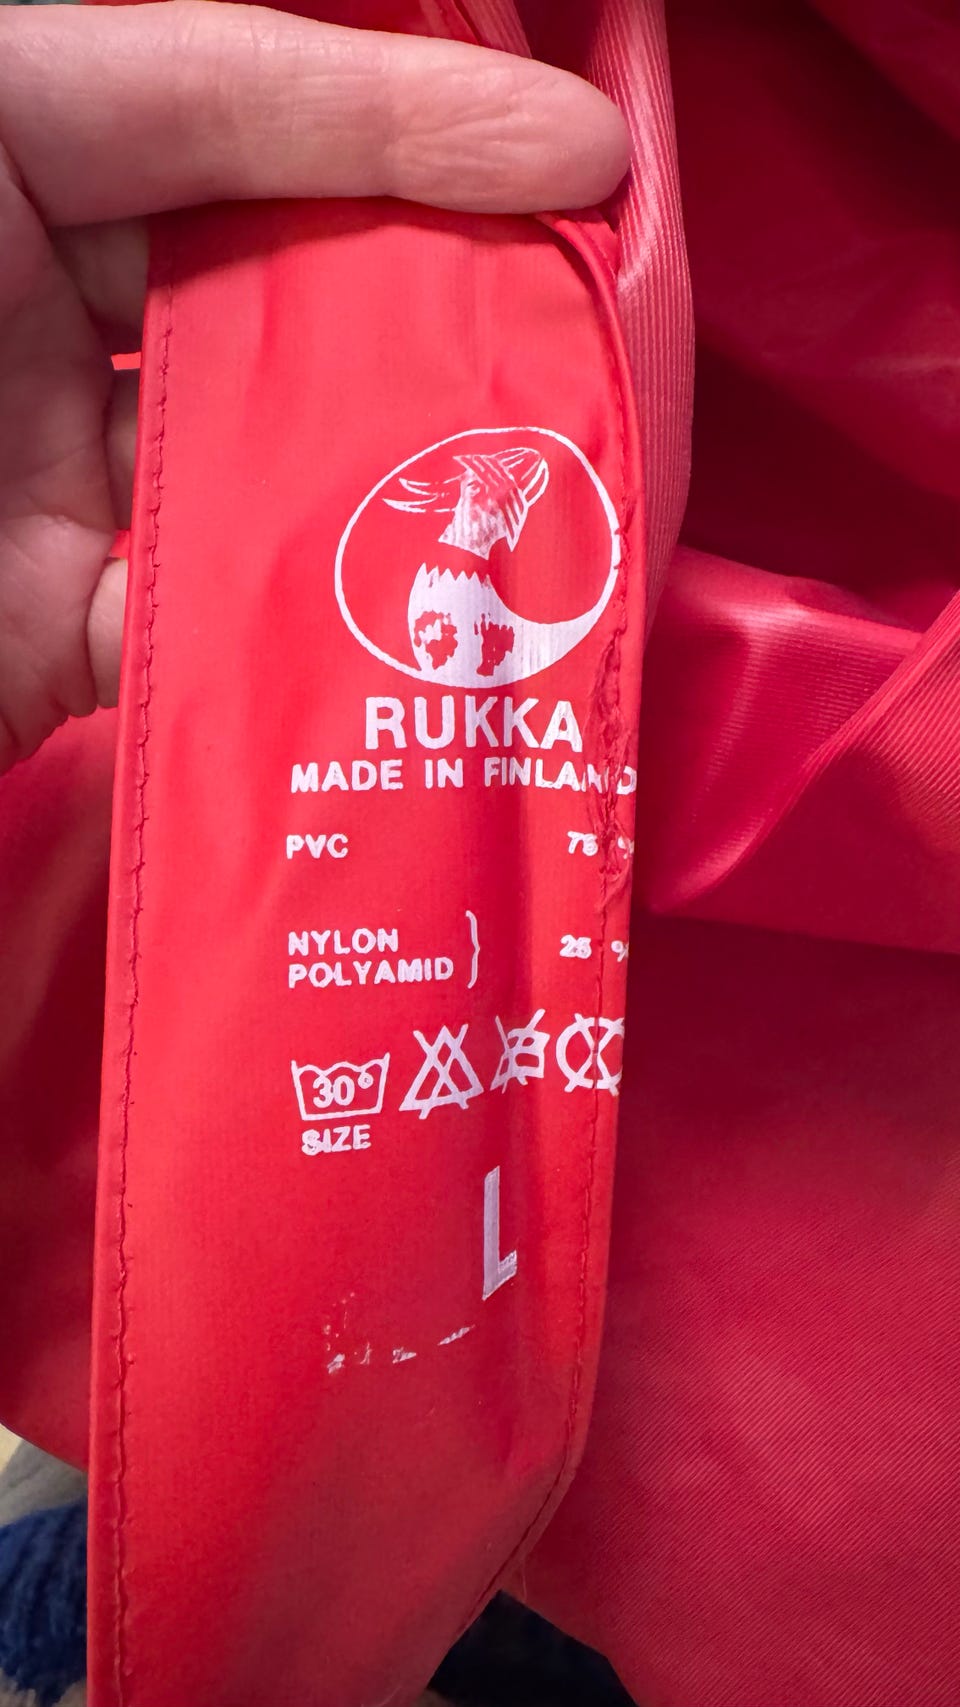 RUKKA
MADE IN FINLAND
PVC 75 %
NYLON
POLYAMID } 25 %
30°
SIZE
L